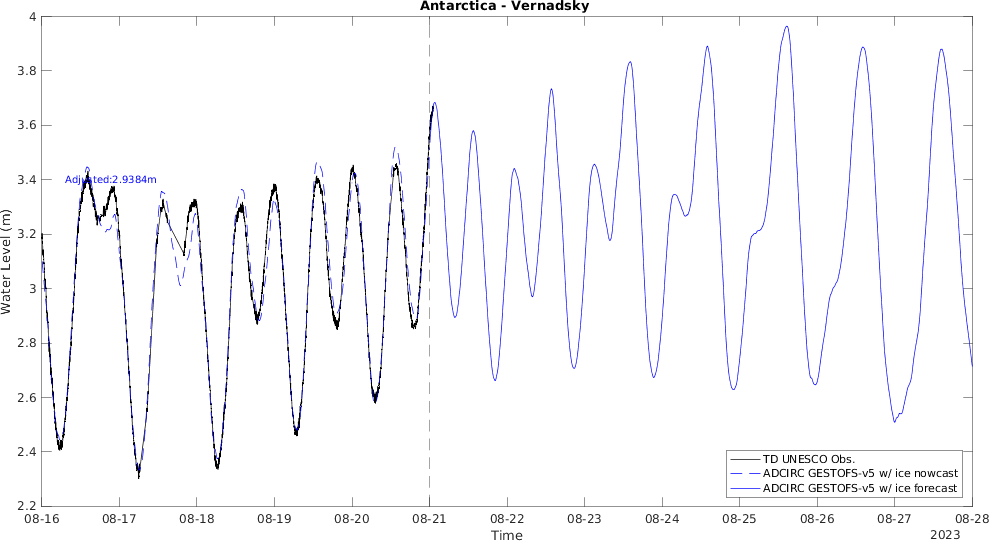 Antarctica - Vernadsky
Water Level (m)
4
3.8
3.6
3.4
3.2
3
2.8
2.6
2.4
2.2
Adjusted:2.9384m
TD UNESCO Obs.
ADCIRC GESTOFS-v5 w/ ice nowcast
ADCIRC GESTOFS-v5 w/ ice forecast
08-16 08-17 08-18 08-19 08-20 08-21 08-22 08-23 08-24 08-25 08-26 08-27 08-28
Time
2023